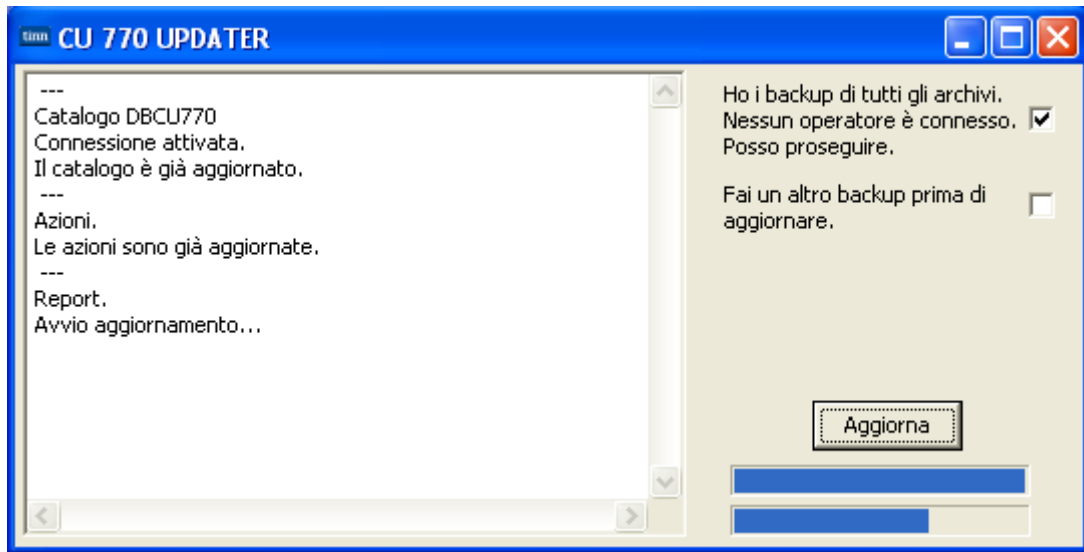 tinn CU 770 UPDATER
---
Catalogo DBCU770
Connessione attivata.
Il catalogo è già aggiornato.
---
Azioni.
Le azioni sono già aggiornate.
---
Report.
Avvio aggiornamento...
Ho i backup di tutti gli archivi.
Nessun operatore è connesso.
Posso proseguire.
Fai un altro backup prima di
aggiornare.
Aggiorna